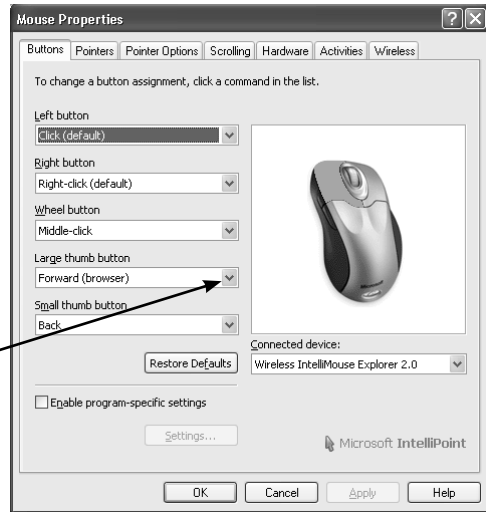 Mouse Properties
Buttons Pointers Pointer Options Scrolling Hardware Activities Wireless
To change a button assignment, click a command in the list.
Left button
Click (default)
Right button
Right-click (default)
Wheel button
Middle-click
Large thumb button
Forward (browser)
Small thumb button
Back
Connected device:
Restore Defaults
Wireless IntelliMouse Explorer 2.0
Enable program-specific settings
Settings...
Microsoft IntelliPoint
OK Cancel Apply Help